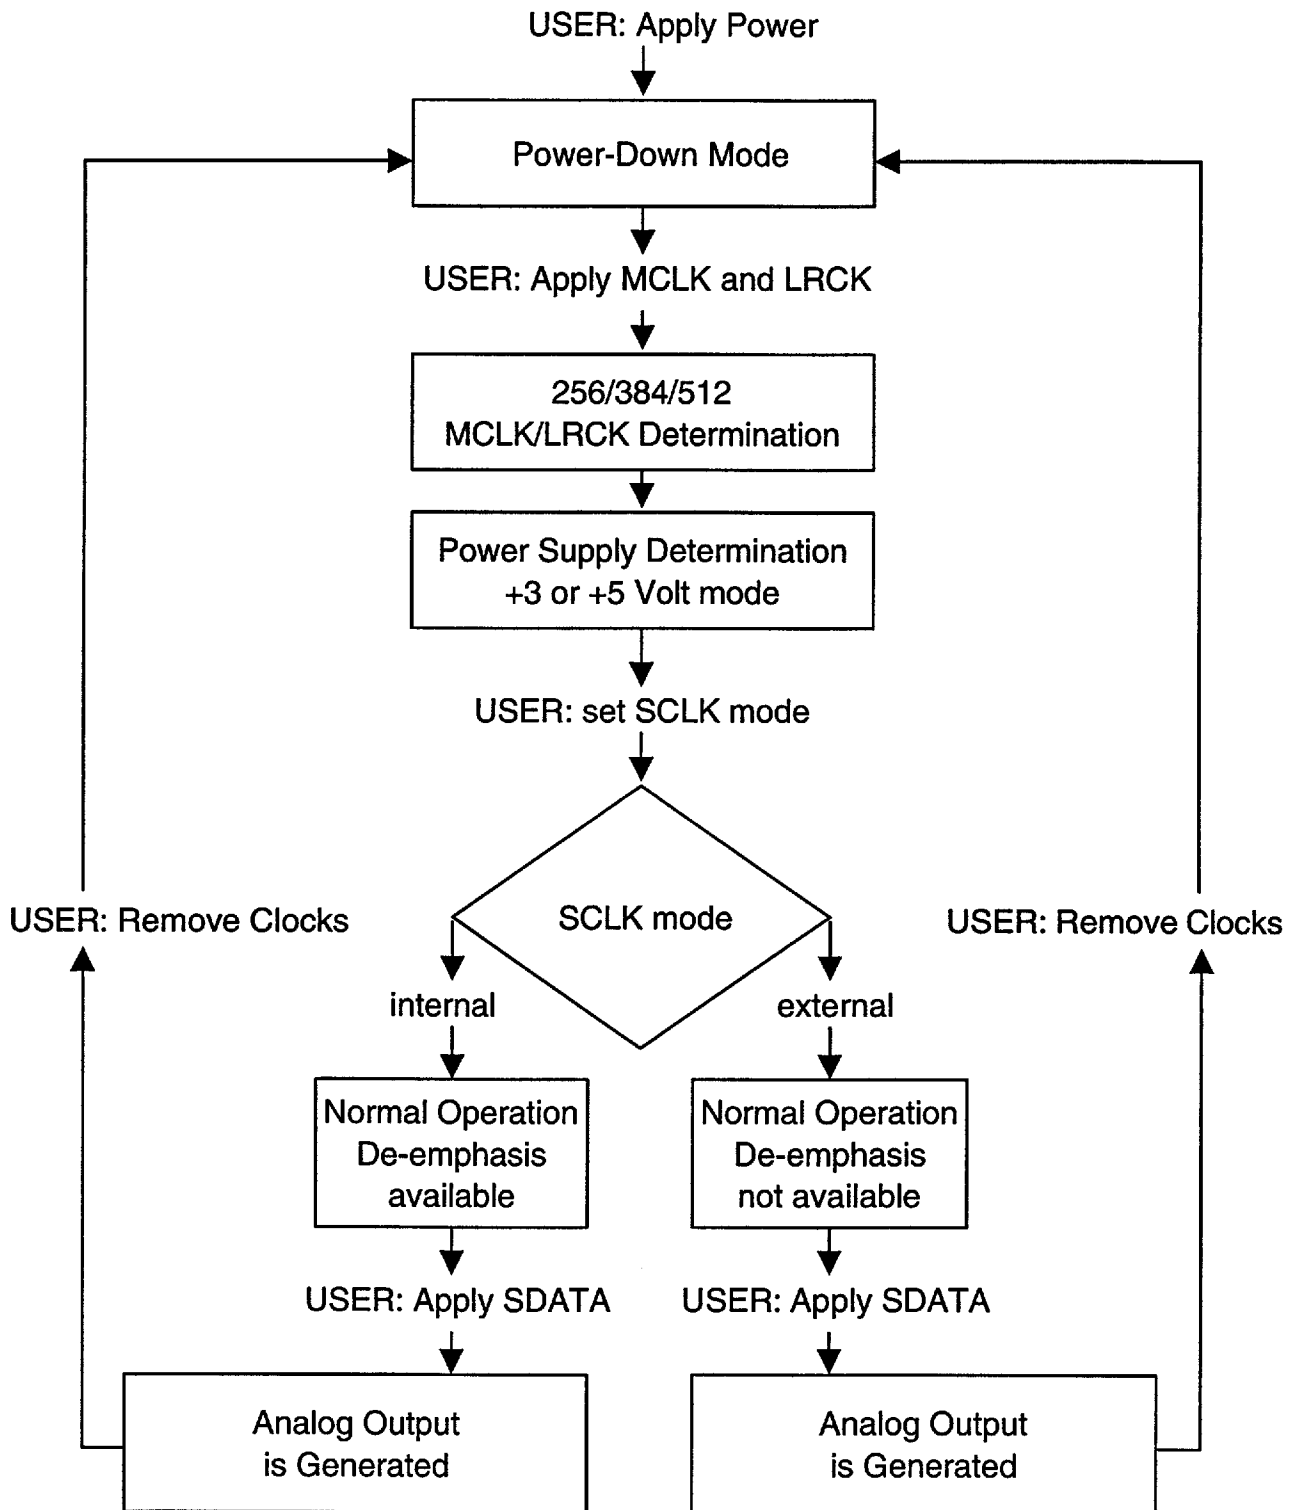 USER: Apply Power
Power-Down Mode
USER: Apply MCLK and LRCK
256/384/512
MCLK/LRCK Determination
Power Supply Determination
+3 or +5 Volt mode
USER: set SCLK mode
SCLK mode
USER: Remove Clocks
USER: Remove Clocks
internal
external
Normal Operation
De-emphasis
available
Normal Operation
De-emphasis
not available
USER: Apply SDATA
USER: Apply SDATA
Analog Output
is Generated
Analog Output
is Generated